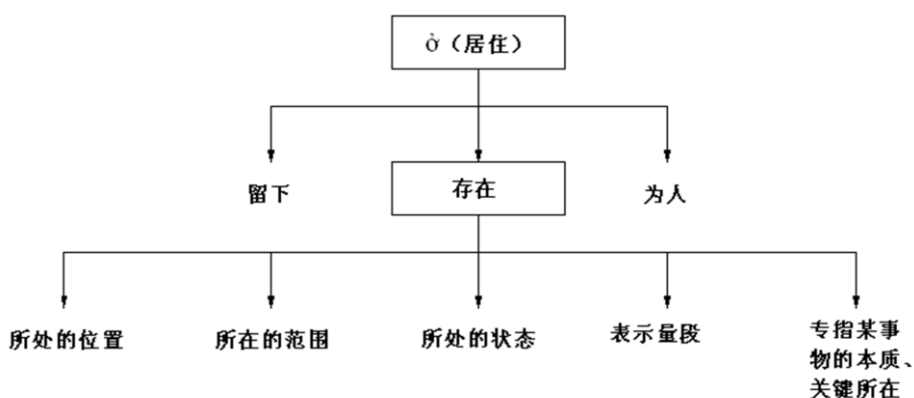 ở（居住）
留下
存在
为人
所处的位置
所在的范围
所处的状态
表示量段
专指某事
物的本质、
关键所在